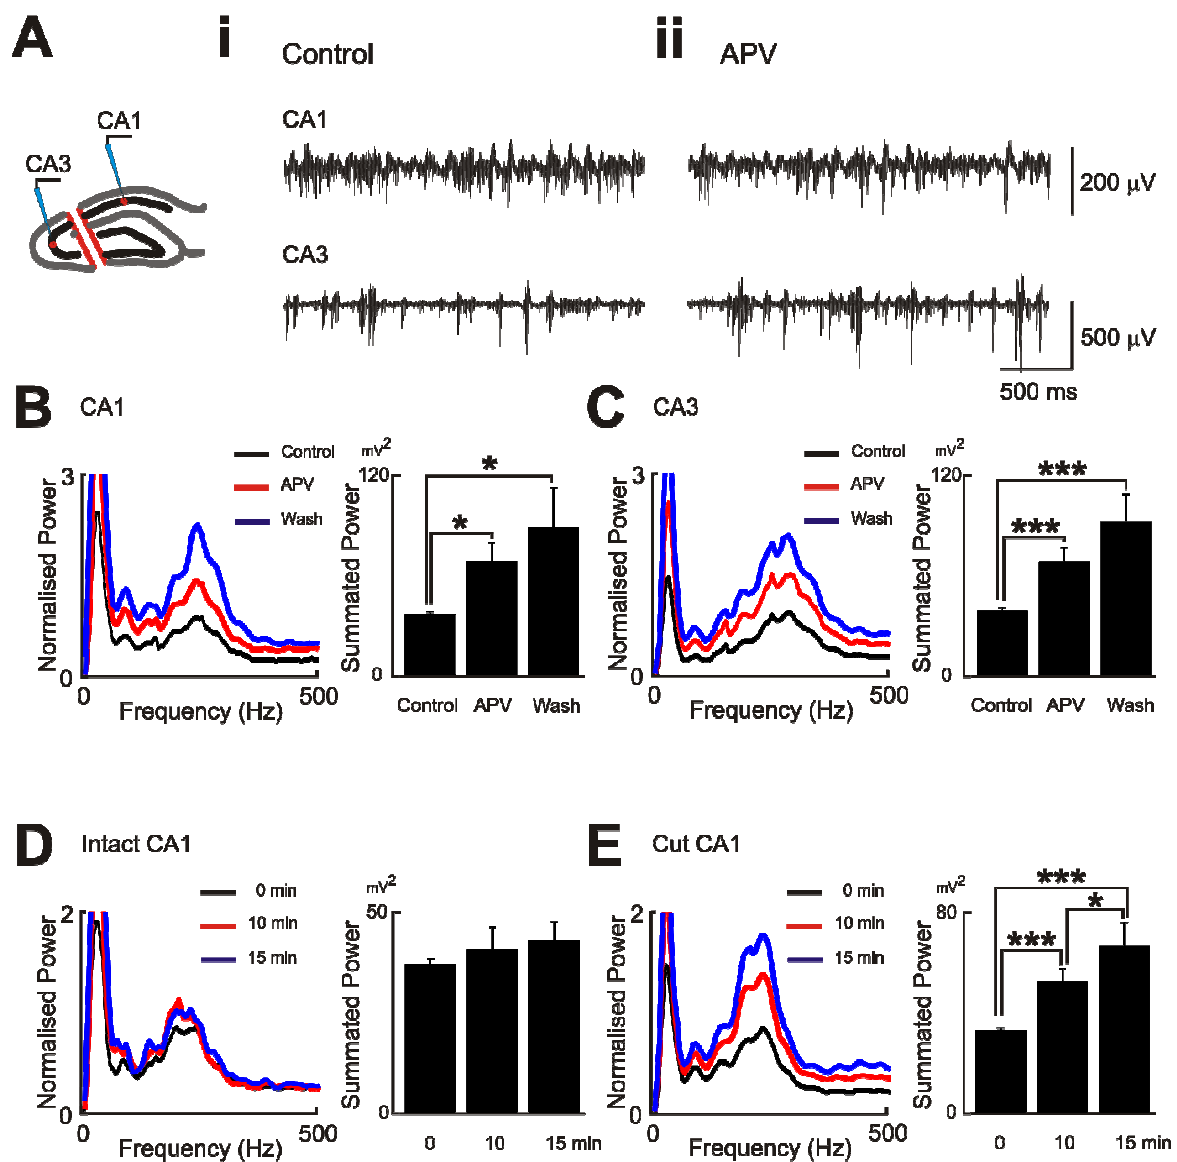 A
i
Control
ii
APV
CA1
CA3
CA1
CA3
200 µV
500 µV
500 ms
B
CA1
Control
APV
Wash
3
0
Normalised Power
0
500
Frequency (Hz)
mV2
120
0
Summated Power
*
*
Control
APV
Wash
C
CA3
Control
APV
Wash
3
0
Normalised Power
0
500
Frequency (Hz)
mV2
120
0
Summated Power
***
***
Control
APV
Wash
D
Intact CA1
0 min
10 min
15 min
2
0
Normalised Power
0
500
Frequency (Hz)
mV2
50
0
Summated Power
0
10
15 min
E
Cut CA1
0 min
10 min
15 min
2
0
Normalised Power
0
500
Frequency (Hz)
mV2
80
0
Summated Power
***
*
***
0
10
15 min